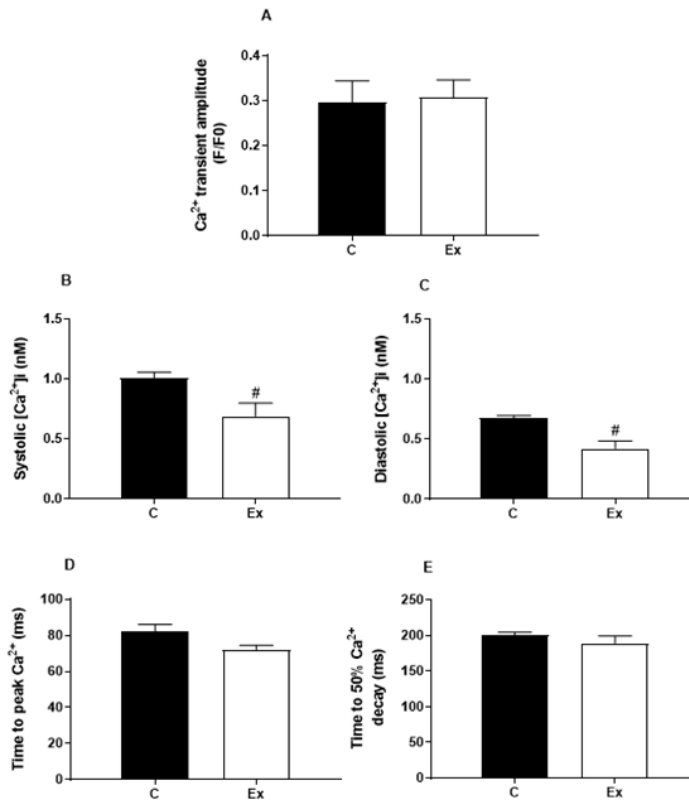 A
Ca²⁺ transient amplitude
(F/F0)
0.4
0.3
0.2
0.1
0.0
C
Ex
B
Systolic [Ca²⁺]i (nM)
1.5
1.0
0.5
0.0
#
C
Ex
C
Diastolic [Ca²⁺]i (nM)
1.5
1.0
0.5
0.0
#
C
Ex
D
Time to peak Ca²⁺ (ms)
100
80
60
40
20
0
C
Ex
E
Time to 50% Ca²⁺
decay (ms)
250
200
150
100
50
0
C
Ex